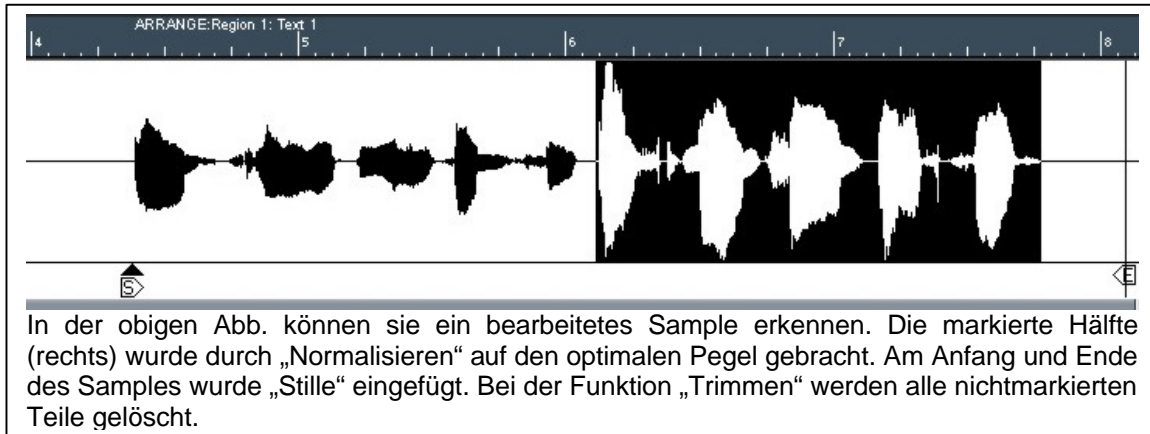 ARRANGE:Region 1: Text 1
4 5 6 7 8
S E
In der obigen Abb. können sie ein bearbeitetes Sample erkennen. Die markierte Hälfte
(rechts) wurde durch „Normalisieren“ auf den optimalen Pegel gebracht. Am Anfang und Ende
des Samples wurde „Stille“ eingefügt. Bei der Funktion „Trimmen“ werden alle nichtmarkierten
Teile gelöscht.